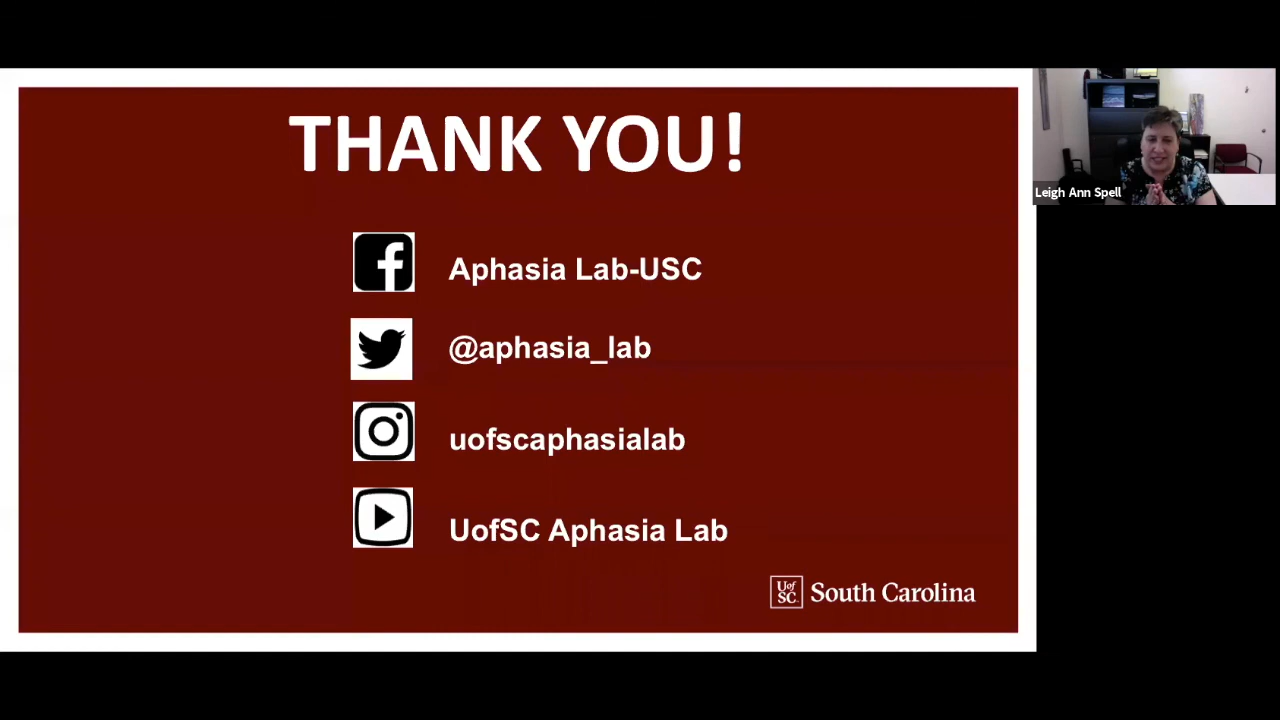 THANK YOU!
Leigh Ann Spell
Aphasia Lab-USC
@aphasia_lab
uofscaphasialab
UofSC Aphasia Lab
UofSC South Carolina